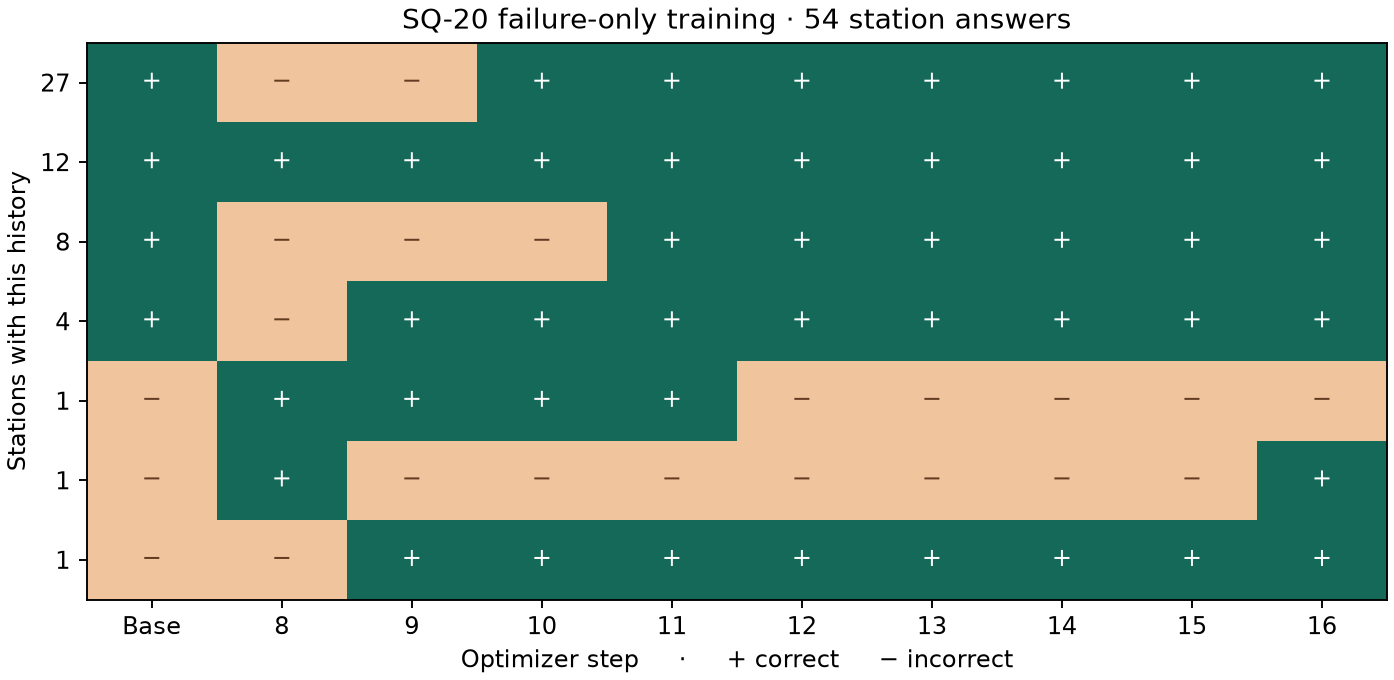 SQ-20 failure-only training · 54 station answers
Stations with this history
27 + − − + + + + + + +
12 + + + + + + + + + +
8 + − − − + + + + + +
4 + − + + + + + + + +
1 − + + + + − − − − −
1 − + − − − − − − − +
1 − − + + + + + + + +
Base 8 9 10 11 12 13 14 15 16
Optimizer step · + correct − incorrect